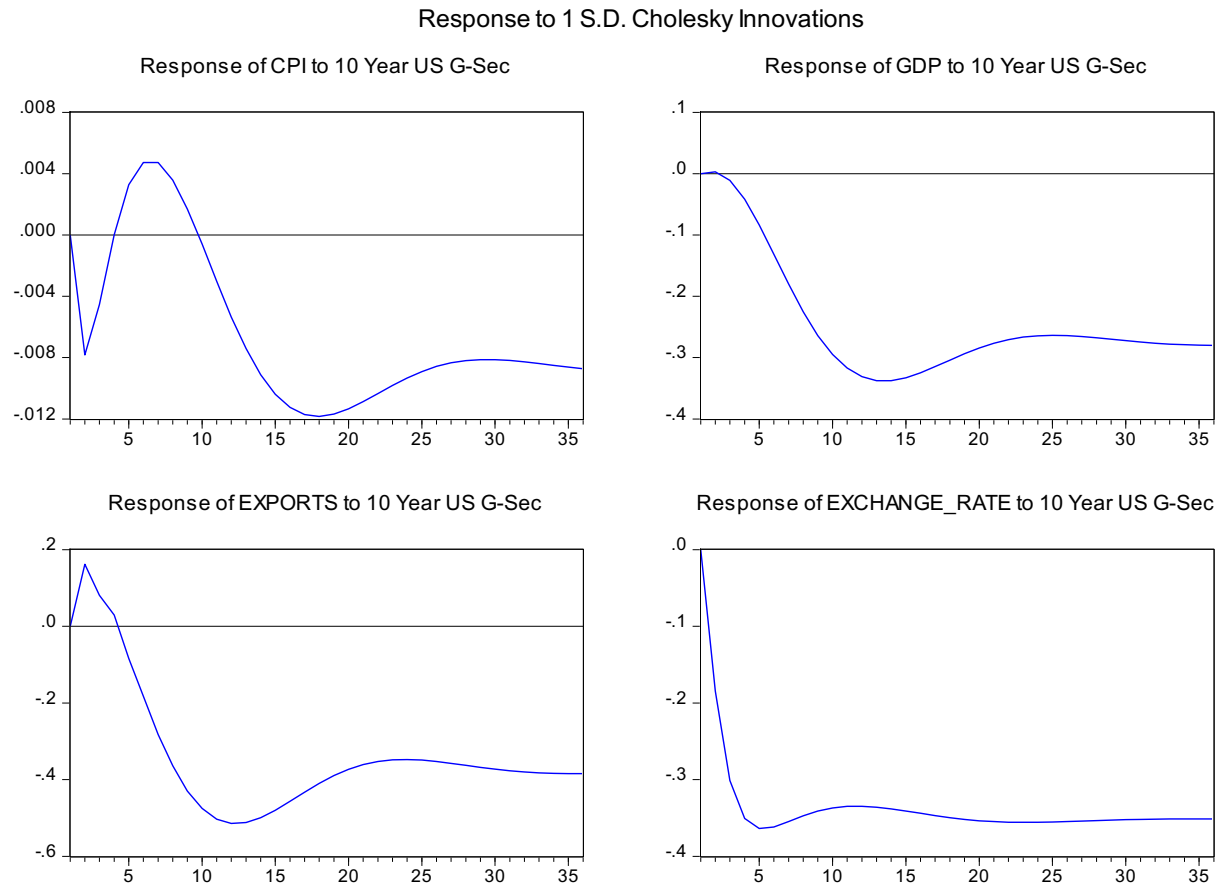 Response to 1 S.D. Cholesky Innovations
Response of CPI to 10 Year US G-Sec
.008
.004
.000
-.004
-.008
-.012
5 10 15 20 25 30 35
Response of GDP to 10 Year US G-Sec
.1
.0
-.1
-.2
-.3
-.4
5 10 15 20 25 30 35
Response of EXPORTS to 10 Year US G-Sec
.2
.0
-.2
-.4
-.6
5 10 15 20 25 30 35
Response of EXCHANGE_RATE to 10 Year US G-Sec
.0
-.1
-.2
-.3
-.4
5 10 15 20 25 30 35